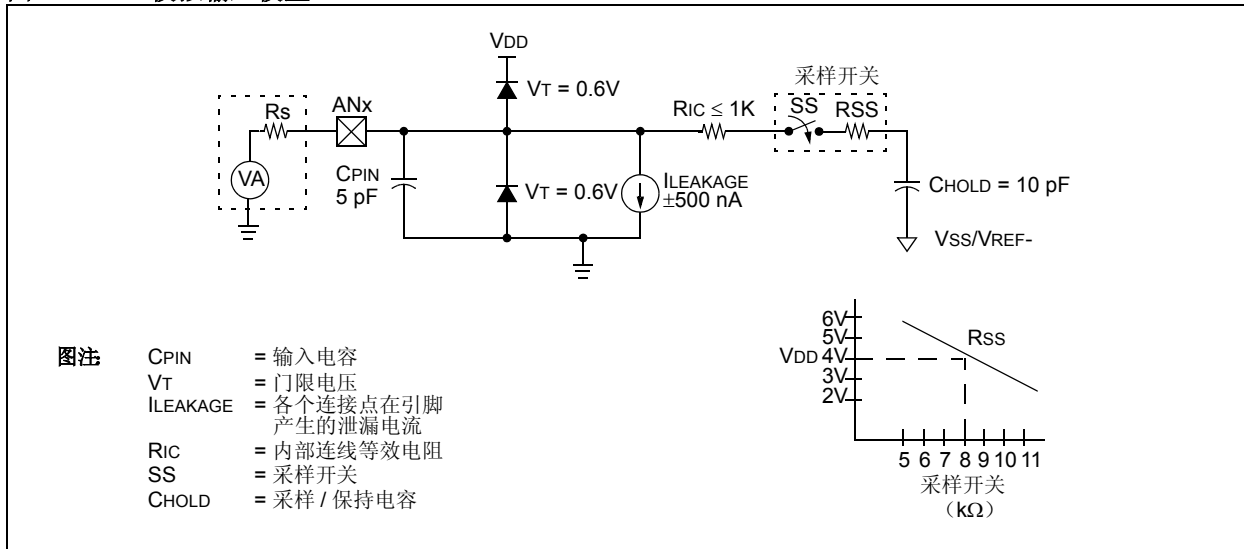 VDD
VT = 0.6V
采样开关
Rs
ANx
RIC ≤ 1K
SS
RSS
VA
CPIN
5 pF
VT = 0.6V
ILEAKAGE
±500 nA
CHOLD = 10 pF
VSS/VREF-
图注
CPIN = 输入电容
VT = 门限电压
ILEAKAGE = 各个连接点在引脚
产生的泄漏电流
RIC = 内部连线等效电阻
SS = 采样开关
CHOLD = 采样 / 保持电容
6V
5V
VDD 4V
3V
2V
RSS
5 6 7 8 9 10 11
采样开关
（kΩ）